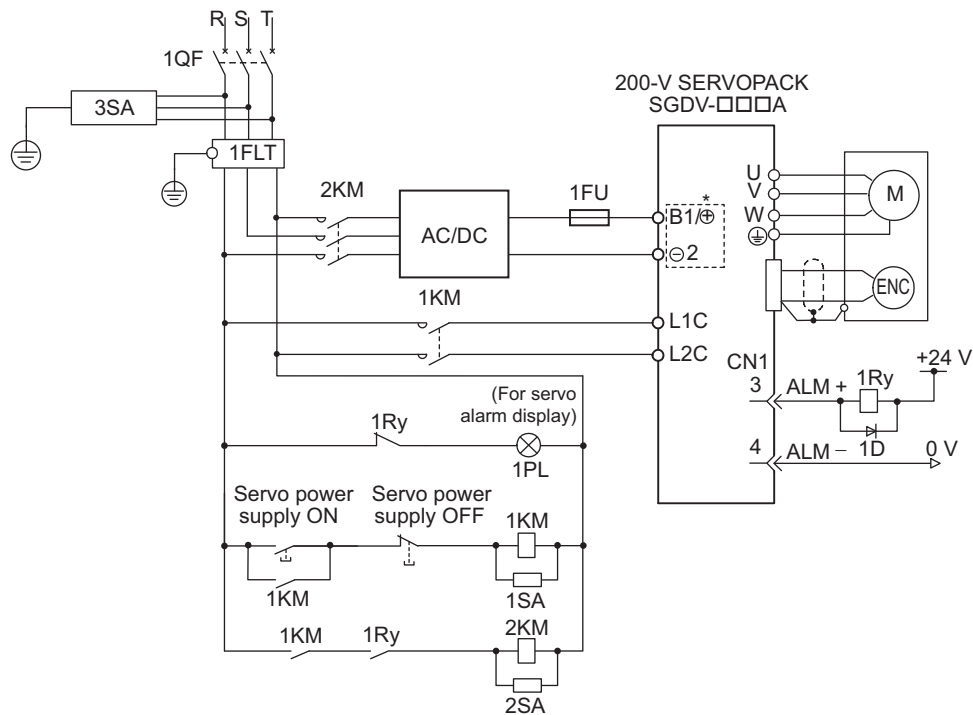 R S T
1QF
3SA
1FLT
200-V SERVOPACK
SGDV-□□□A
2KM
AC/DC
1FU
*
B1/⊕
⊖ 2
U
V
W
M
ENC
1KM
L1C
L2C
CN1
3
ALM +
1Ry
+24 V
1D
4
ALM −
0 V
(For servo
alarm display)
1Ry
1PL
Servo power
supply ON
Servo power
supply OFF
1KM
1KM
1SA
1KM
1Ry
2KM
2SA